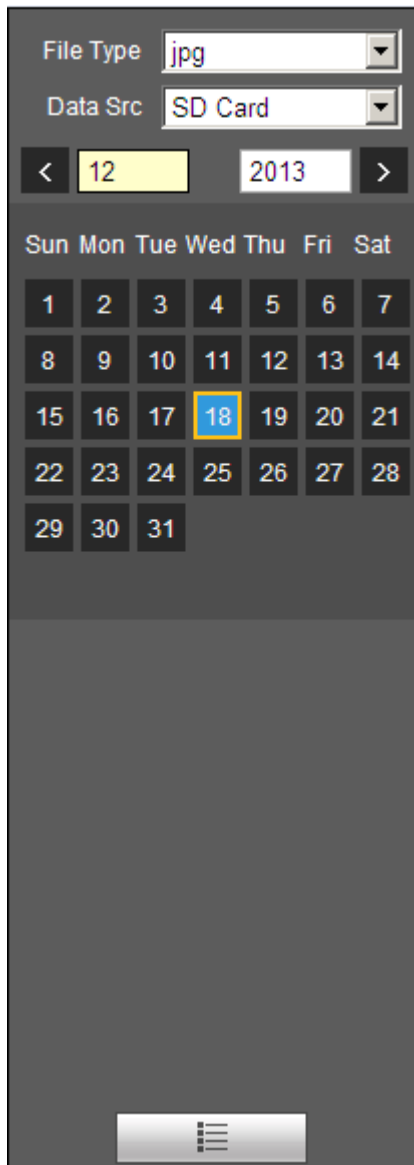 File Type jpg
Data Src SD Card
< 12 2013 >
Sun Mon Tue Wed Thu Fri Sat
1 2 3 4 5 6 7
8 9 10 11 12 13 14
15 16 17 18 19 20 21
22 23 24 25 26 27 28
29 30 31